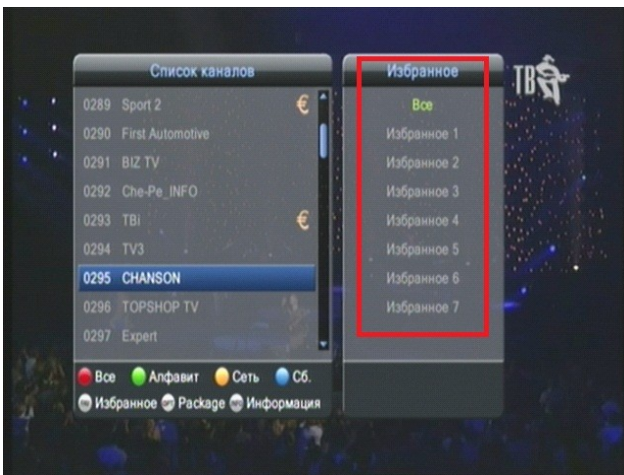 Список каналов
0289 Sport 2 €
0290 First Automotive
0291 BIZ TV
0292 Che-Pe_INFO
0293 TBi €
0294 TV3
0295 CHANSON
0296 TOPSHOP TV
0297 Expert
Все Алфавит Сеть Сб.
Избранное Package Информация
Избранное
Все
Избранное 1
Избранное 2
Избранное 3
Избранное 4
Избранное 5
Избранное 6
Избранное 7
ТВ